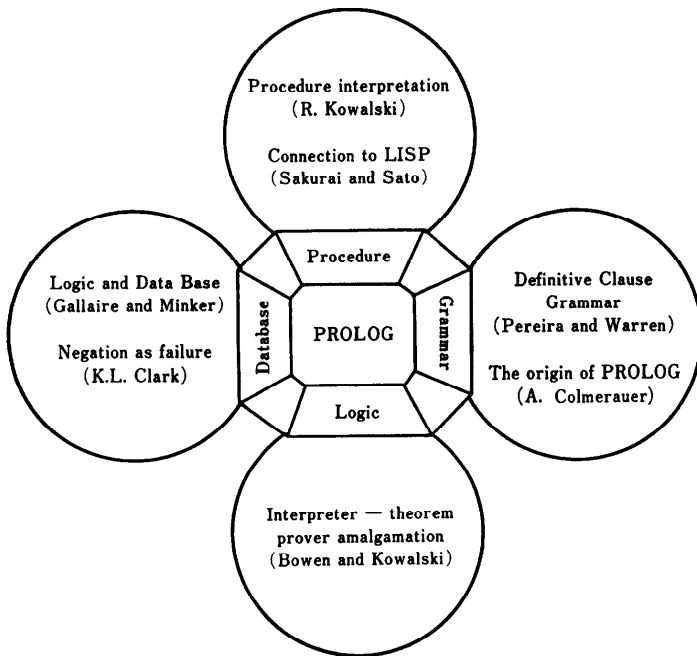 Procedure interpretation
(R. Kowalski)
Connection to LISP
(Sakurai and Sato)
Procedure
Logic and Data Base
(Gallaire and Minker)
Negation as failure
(K.L. Clark)
Database
PROLOG
Grammar
Definitive Clause
Grammar
(Pereira and Warren)
The origin of PROLOG
(A. Colmerauer)
Logic
Interpreter — theorem
prover amalgamation
(Bowen and Kowalski)